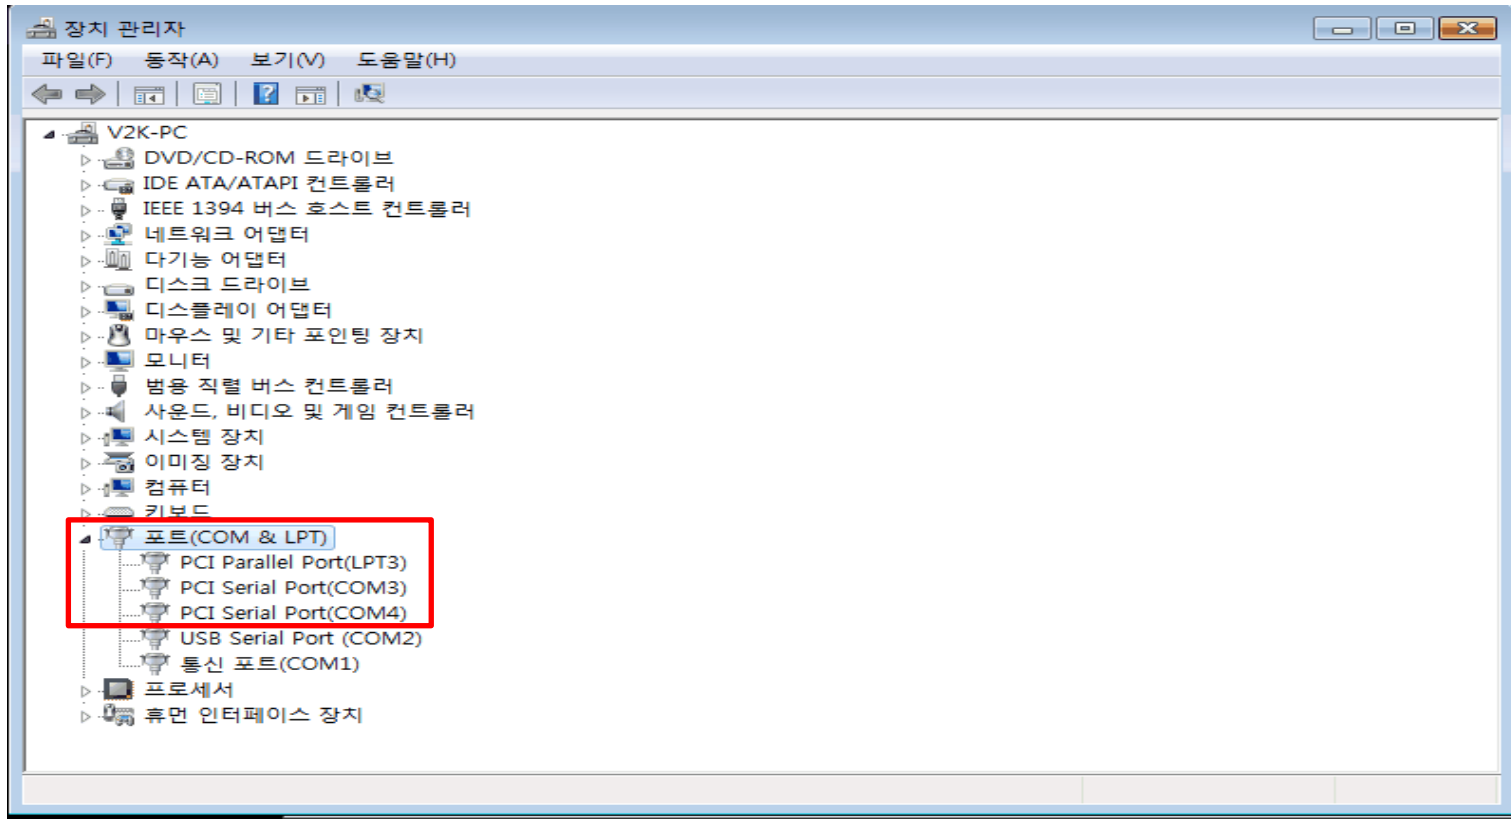 장치 관리자
파일(F) 동작(A) 보기(V) 도움말(H)
V2K-PC
DVD/CD-ROM 드라이브
IDE ATA/ATAPI 컨트롤러
IEEE 1394 버스 호스트 컨트롤러
네트워크 어댑터
다기능 어댑터
디스크 드라이브
디스플레이 어댑터
마우스 및 기타 포인팅 장치
모니터
범용 직렬 버스 컨트롤러
사운드, 비디오 및 게임 컨트롤러
시스템 장치
이미징 장치
컴퓨터
키보드
포트(COM & LPT)
PCI Parallel Port(LPT3)
PCI Serial Port(COM3)
PCI Serial Port(COM4)
USB Serial Port (COM2)
통신 포트(COM1)
프로세서
휴먼 인터페이스 장치